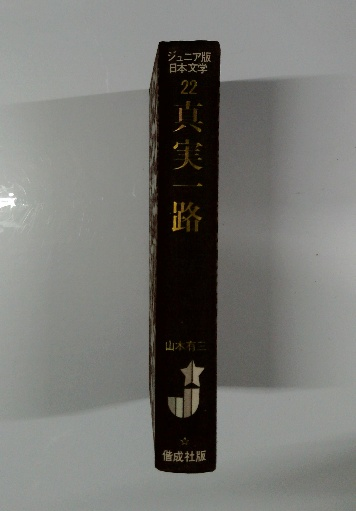 ジュニア版
日本文学
22
真実一路
山本有三
偕成社版